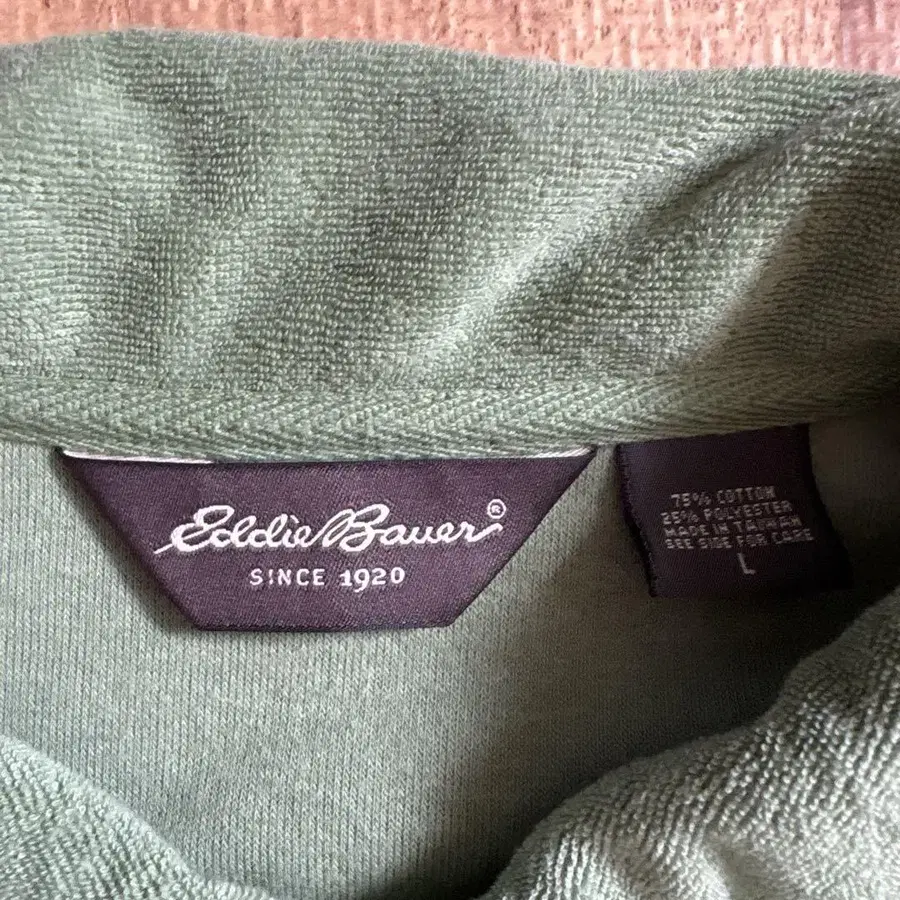 Eddie Bauer®
SINCE 1920
75% COTTON
25% POLYESTER
MADE IN TAIWAN
SEE SIDE FOR CARE
L